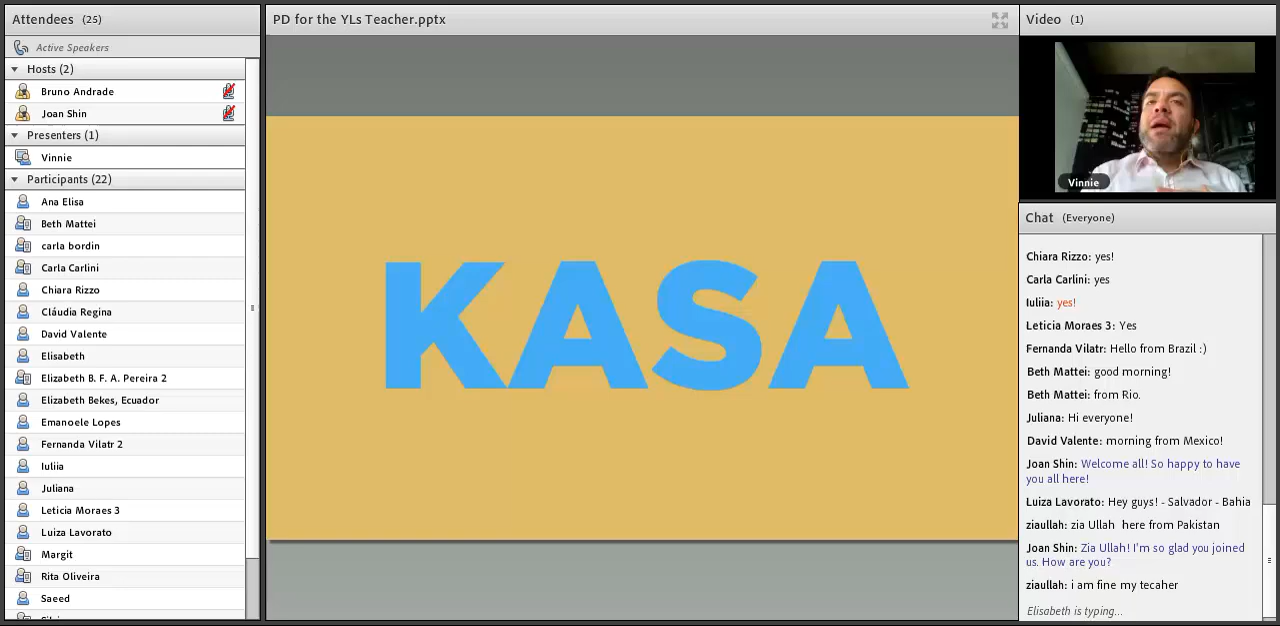 Attendees (25)
Active Speakers
Hosts (2)
Bruno Andrade
Joan Shin
Presenters (1)
Vinnie
Participants (22)
Ana Elisa
Beth Mattei
carla bordin
Carla Carlini
Chiara Rizzo
Cláudia Regina
David Valente
Elisabeth
Elizabeth B. F. A. Pereira 2
Elizabeth Bekes, Ecuador
Emanoele Lopes
Fernanda Vilatr 2
Iuliia
Juliana
Leticia Moraes 3
Luiza Lavorato
Margit
Rita Oliveira
Saeed
PD for the YLs Teacher.pptx
KASA
Video (1)
Vinnie
Chat (Everyone)
Chiara Rizzo: yes!
Carla Carlini: yes
Iuliia: yes!
Leticia Moraes 3: Yes
Fernanda Vilatr: Hello from Brazil :)
Beth Mattei: good morning!
Beth Mattei: from Rio.
Juliana: Hi everyone!
David Valente: morning from Mexico!
Joan Shin: Welcome all! So happy to have
you all here!
Luiza Lavorato: Hey guys! - Salvador - Bahia
ziaullah: zia Ullah here from Pakistan
Joan Shin: Zia Ullah! I'm so glad you joined
us. How are you?
ziaullah: i am fine my tecaher
Elisabeth is typing...